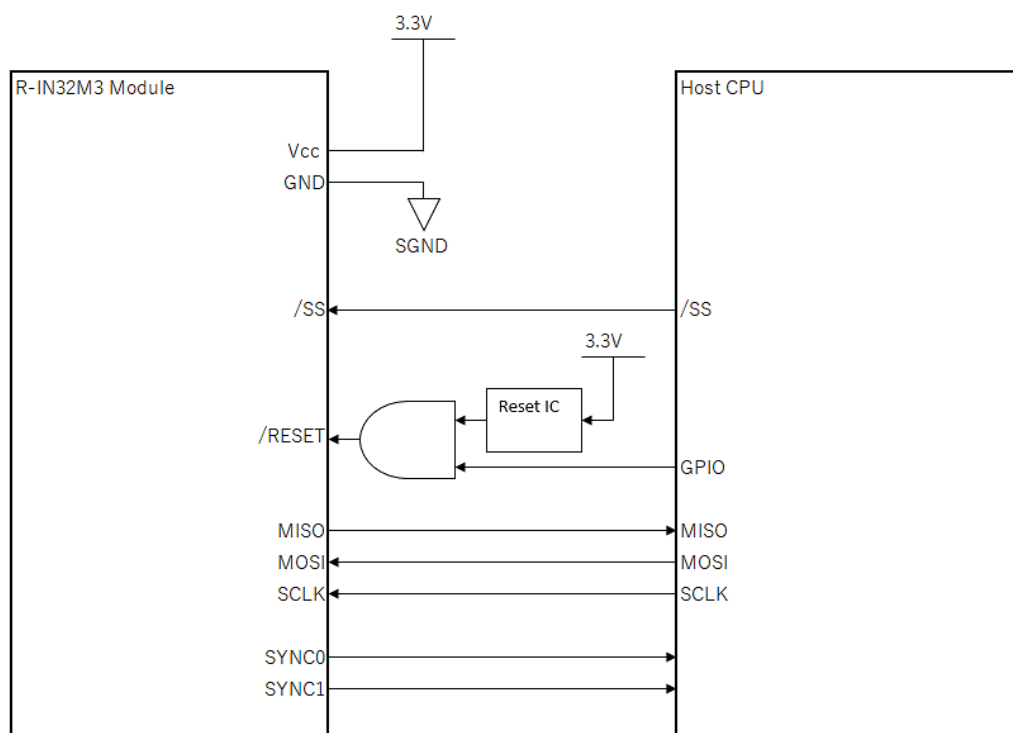 3.3V
R-IN32M3 Module
Host CPU
Vcc
GND
SGND
/SS
/SS
3.3V
Reset IC
/RESET
GPIO
MISO
MISO
MOSI
MOSI
SCLK
SCLK
SYNC0
SYNC1